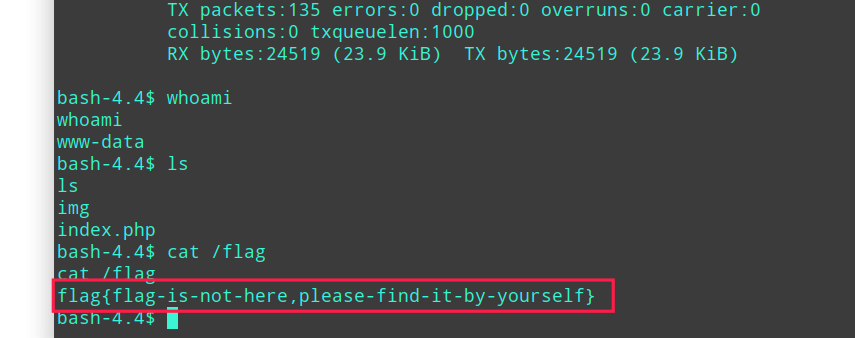 TX packets:135 errors:0 dropped:0 overruns:0 carrier:0
collisions:0 txqueuelen:1000
RX bytes:24519 (23.9 KiB)  TX bytes:24519 (23.9 KiB)
bash-4.4$ whoami
whoami
www-data
bash-4.4$ ls
ls
img
index.php
bash-4.4$ cat /flag
cat /flag
flag{flag-is-not-here,please-find-it-by-yourself}
bash-4.4$